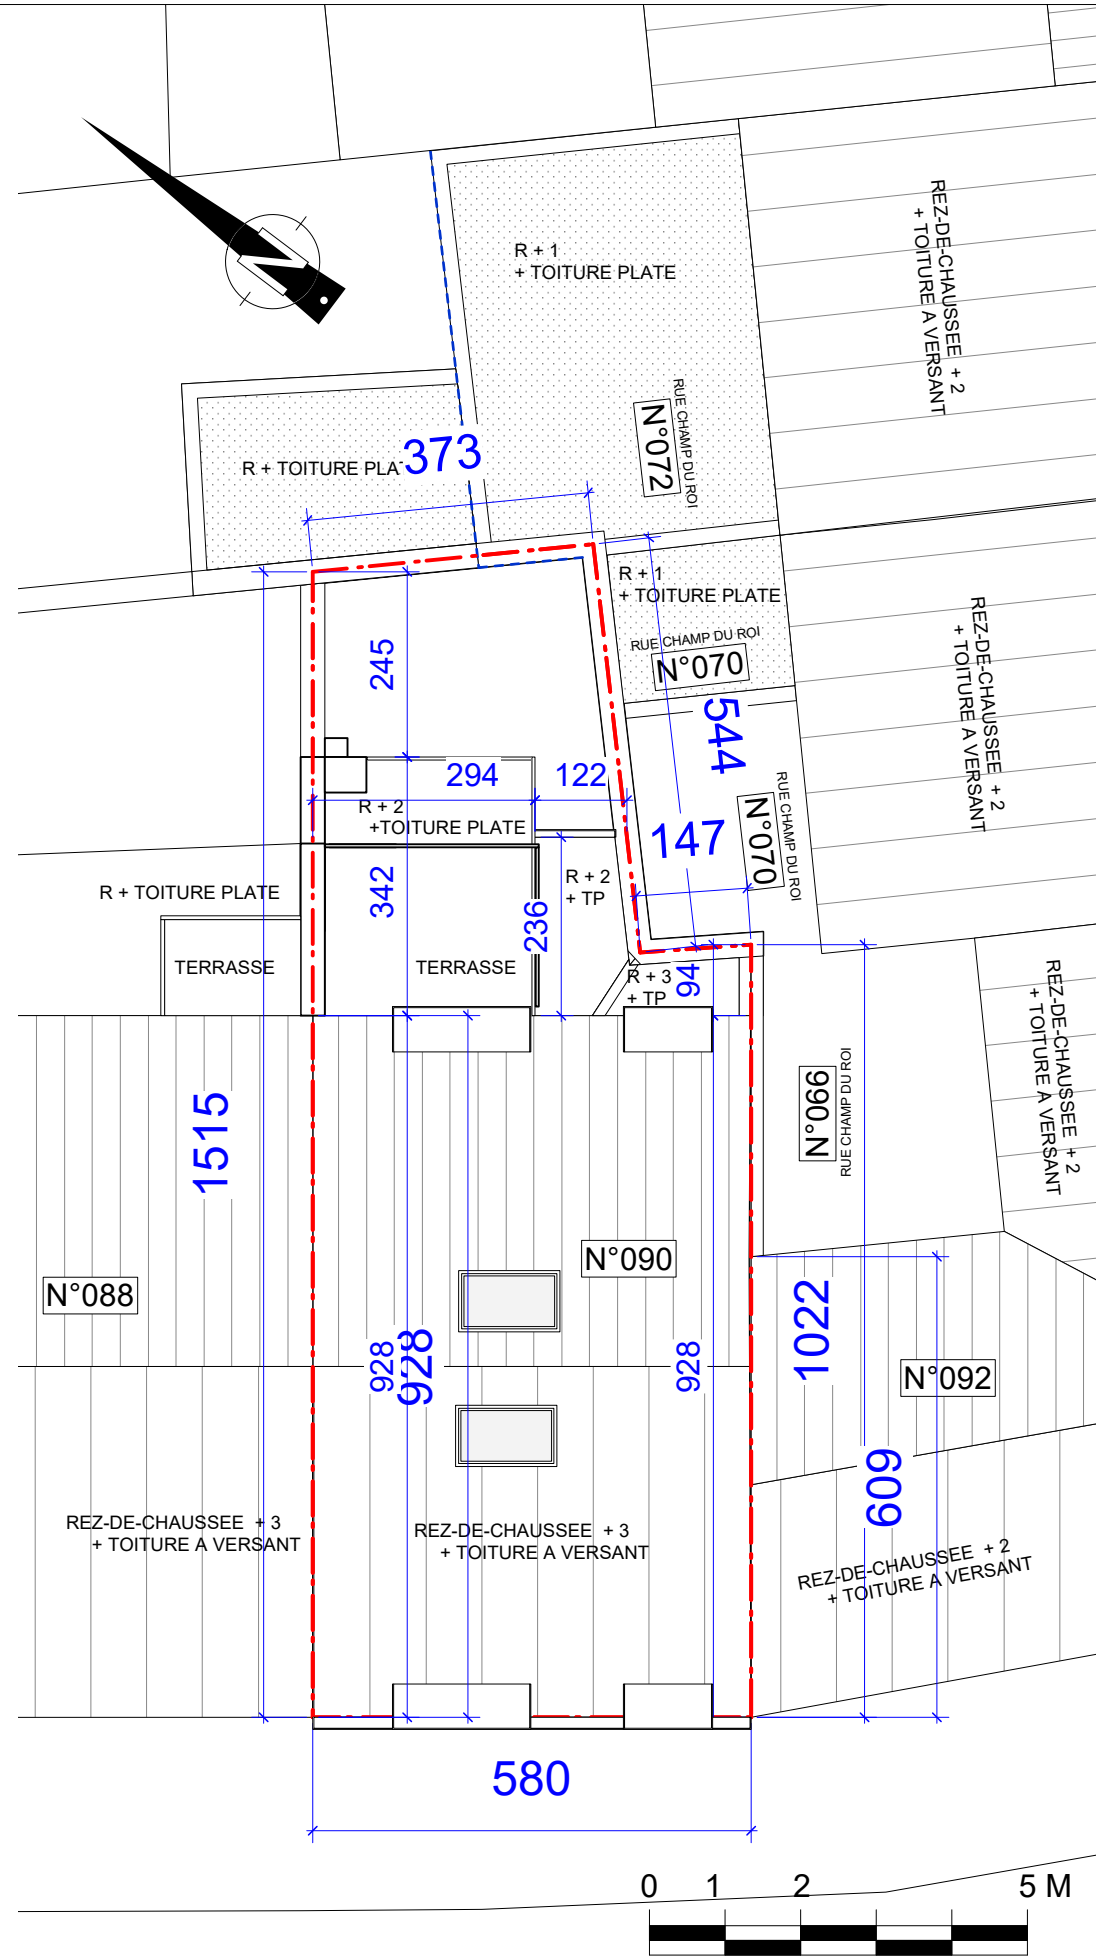 R + 1
+ TOITURE PLATE
REZ-DE-CHAUSSEE + 2
+ TOITURE A VERSANT
N
RUE CHAMP DU ROI
N°072
R + TOITURE PLA
373
R + 1
+ TOITURE PLATE
RUE CHAMP DU ROI
N°070
REZ-DE-CHAUSSEE + 2
+ TOITURE A VERSANT
245
544
294
122
R + 2
+TOITURE PLATE
147
RUE CHAMP DU ROI
N°070
R + TOITURE PLATE
342
R + 2
+ TP
236
TERRASSE
TERRASSE
R + 3
+ TP
94
REZ-DE-CHAUSSEE + 2
+ TOITURE A VERSANT
N°066
RUE CHAMP DU ROI
1515
N°090
N°088
928
928
928
1022
N°092
609
REZ-DE-CHAUSSEE + 3
+ TOITURE A VERSANT
REZ-DE-CHAUSSEE + 3
+ TOITURE A VERSANT
REZ-DE-CHAUSSEE + 2
+ TOITURE A VERSANT
580
0 1 2 5 M